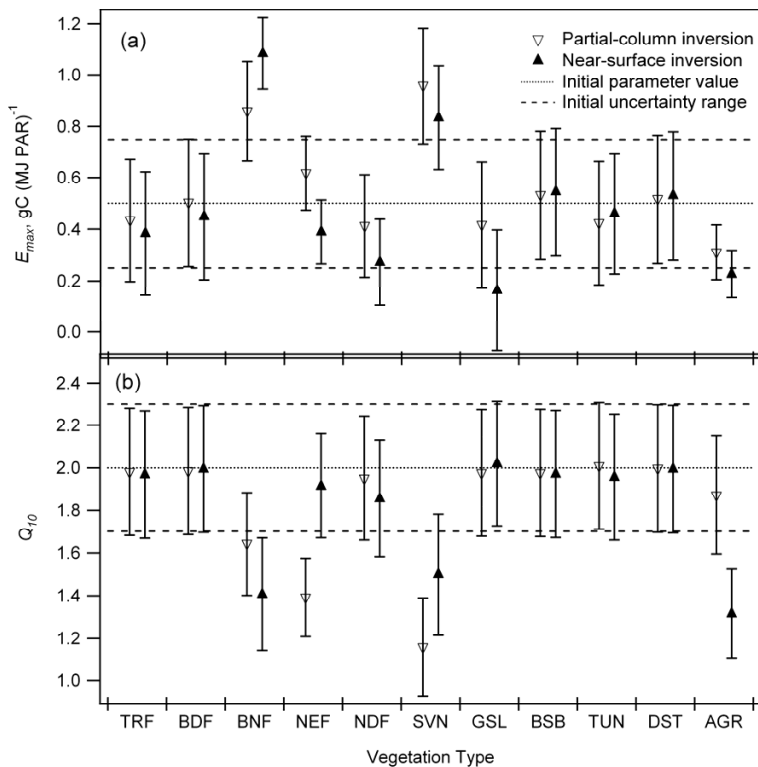 (a)
Partial-column inversion
Near-surface inversion
Initial parameter value
Initial uncertainty range
1.2
1.0
0.8
0.6
0.4
0.2
0.0
Emax, gC (MJ PAR)-1
(b)
2.4
2.2
2.0
1.8
1.6
1.4
1.2
1.0
Q10
TRF BDF BNF NEF NDF SVN GSL BSB TUN DST AGR
Vegetation Type